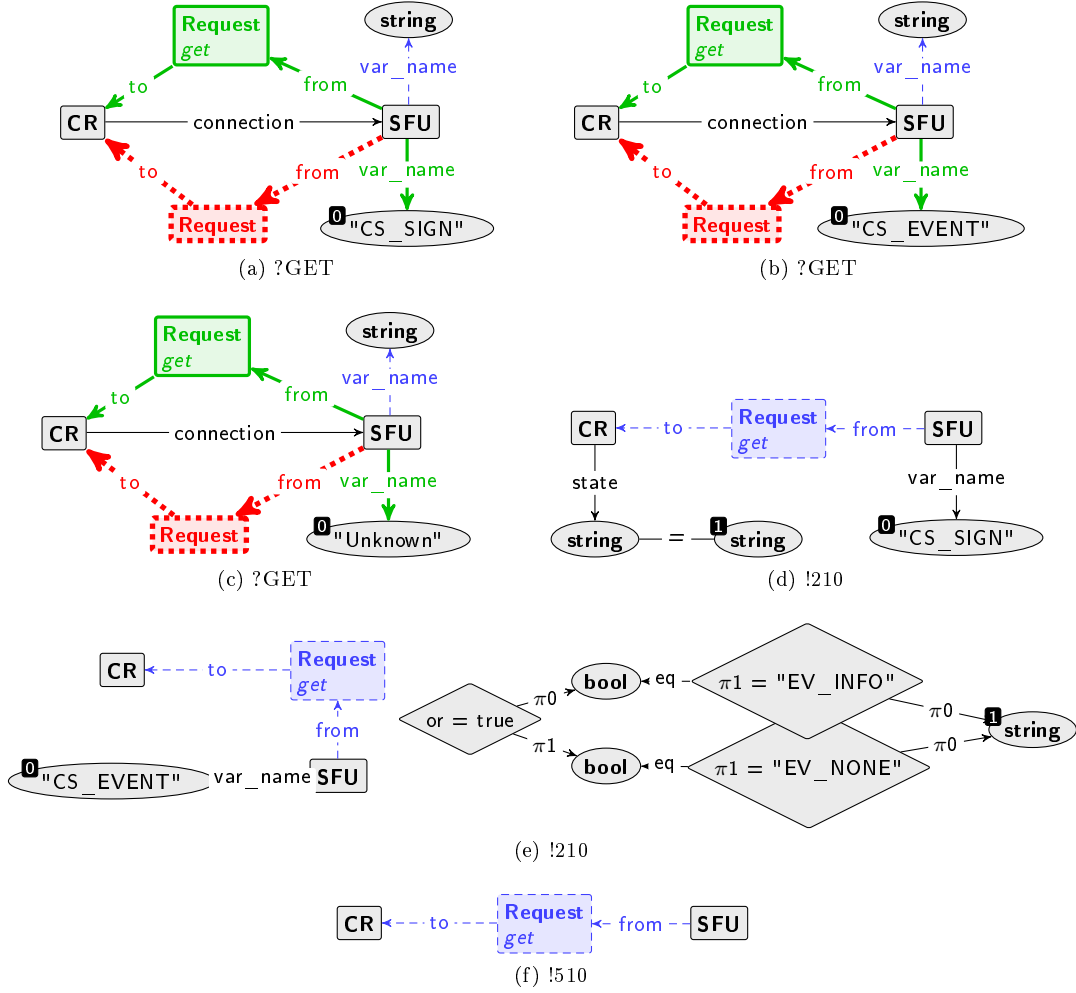 Request
get
string
to
from
var_name
CR
connection
SFU
to
from
var_name
Request
0
"CS_SIGN"
(a) ?GET
Request
get
string
to
from
var_name
CR
connection
SFU
to
from
var_name
Request
0
"CS_EVENT"
(b) ?GET
Request
get
string
to
from
var_name
CR
connection
SFU
to
from
var_name
Request
0
"Unknown"
(c) ?GET
CR
to
Request
get
from
SFU
state
var_name
string
=
1
string
0
"CS_SIGN"
(d) !210
CR
to
Request
get
from
0
"CS_EVENT"
var_name
SFU
or = true
π0
π1
bool
bool
eq
eq
π1 = "EV_INFO"
π1 = "EV_NONE"
π0
π0
1
string
(e) !210
CR
to
Request
get
from
SFU
(f) !510